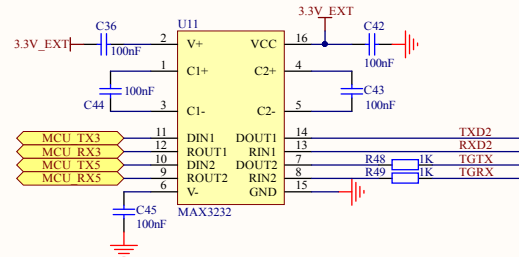 3.3V_EXT
U11
C36
C42
3.3V_EXT
2 V+ VCC 16
100nF
100nF
1 C1+ C2+ 4
100nF
C43
C44
100nF
3 C1- C2- 5
MCU_TX3 11 DIN1 DOUT1 14 TXD2
MCU_RX3 12 ROUT1 RIN1 13 RXD2
MCU_TX5 10 DIN2 DOUT2 7 R48 1K TGTX
MCU_RX5 9 ROUT2 RIN2 8 R49 1K TGRX
6 V- GND 15
C45
100nF
MAX3232